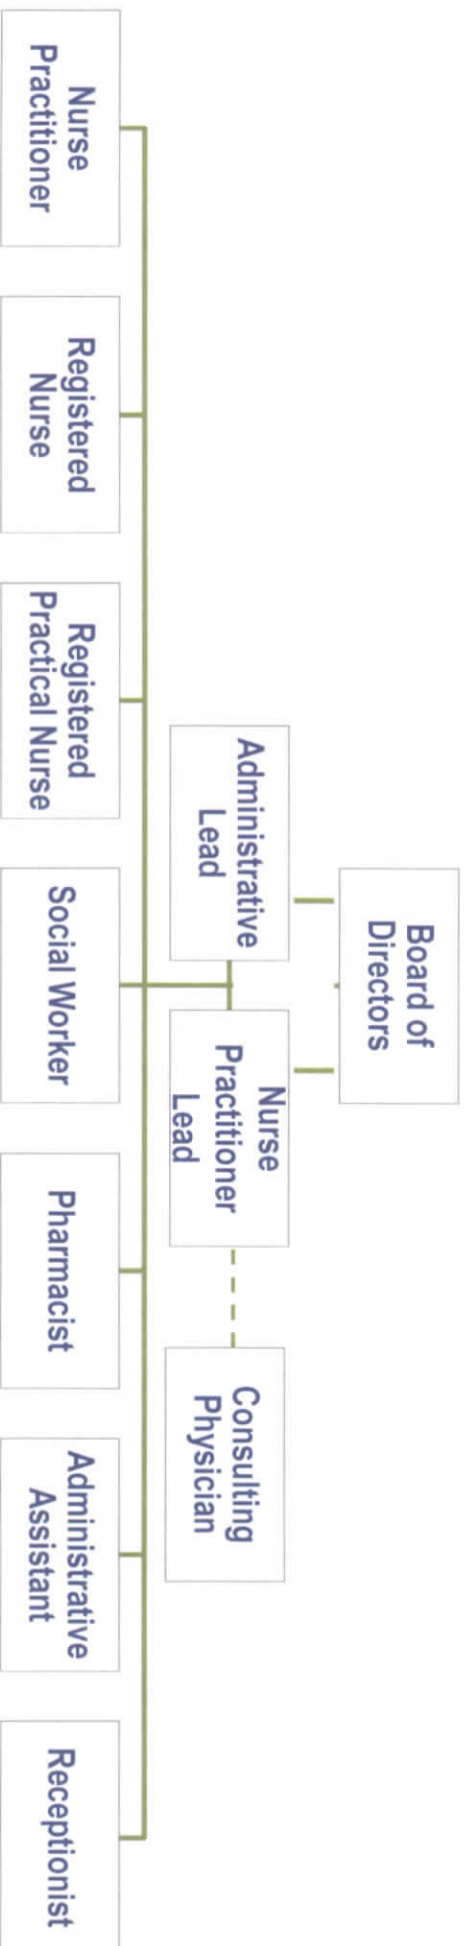 Board of
Directors
Administrative
Lead
Nurse
Practitioner
Lead
Consulting
Physician
Nurse
Practitioner
Registered
Nurse
Registered
Practical Nurse
Social Worker
Pharmacist
Administrative
Assistant
Receptionist